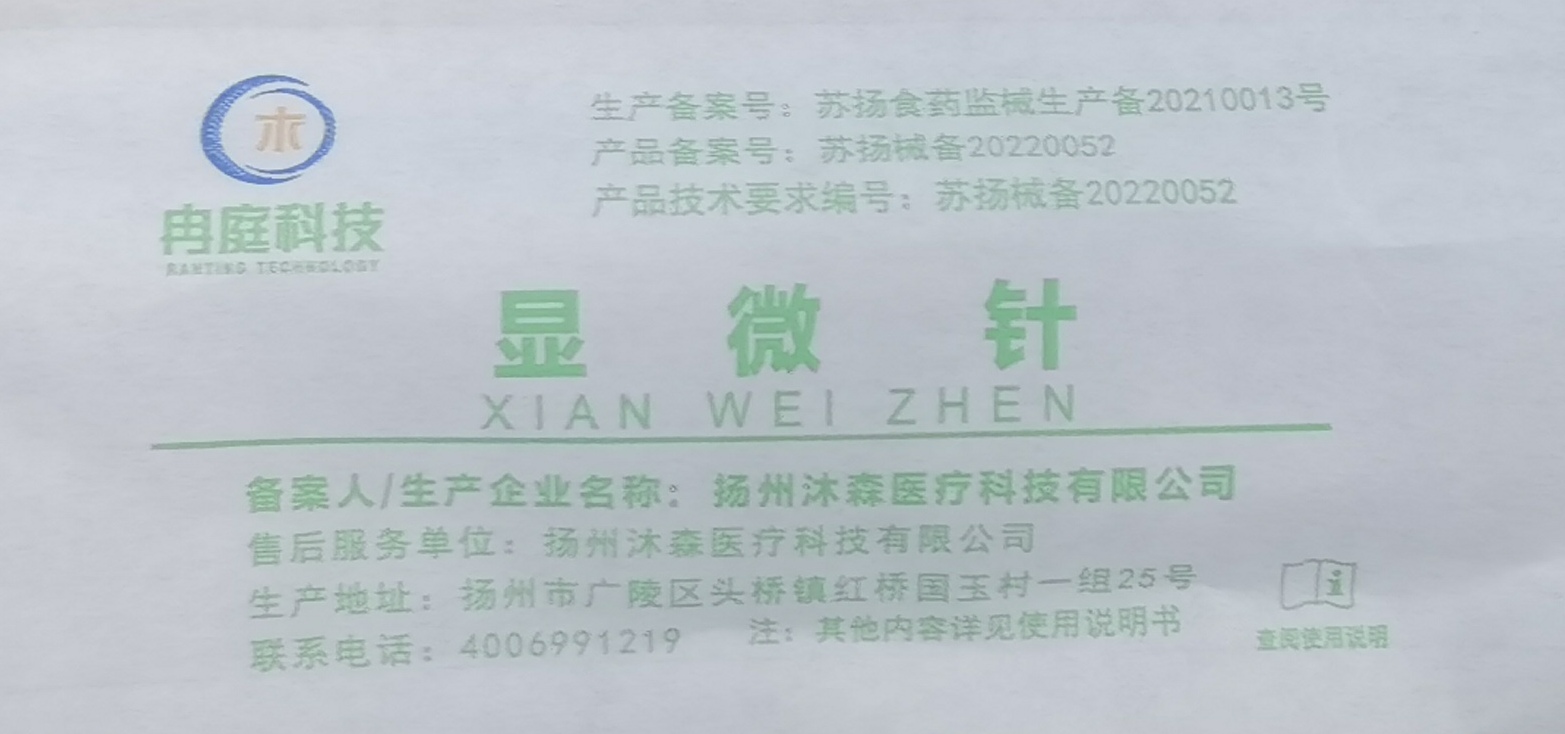 木
冉庭科技
RANTING TECHNOLOGY
生产备案号：苏扬食药监械生产备20210013号
产品备案号：苏扬械备20220052
产品技术要求编号：苏扬械备20220052
显微针
XIAN WEI ZHEN
备案人/生产企业名称：扬州沐森医疗科技有限公司
售后服务单位：扬州沐森医疗科技有限公司
生产地址：扬州市广陵区头桥镇红桥国玉村一组25号
联系电话：4006991219 注：其他内容详见使用说明书
查阅使用说明